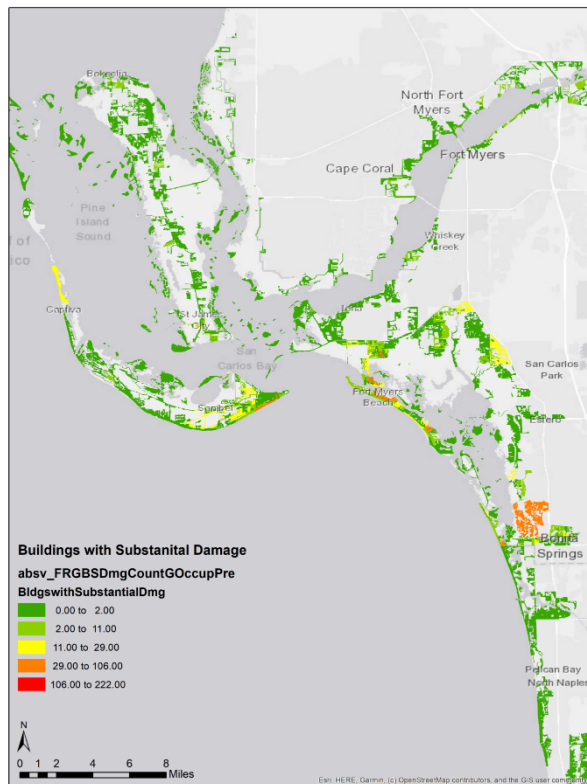 Bokeelia
North Fort
Myers
Fort Myers
Cape Coral
Pine
Island
Sound
Whiskey
Creek
f of
ico
Captiva
St James
City
Iona
San
Carlos Bay
San Carlos
Park
Sanibel
Fort Myers
Beach
Estero
Bonita
Springs
Pelican Bay
North Naples
Buildings with Substanital Damage
absv_FRGBSDmgCountGOccupPre
BldgswithSubstantialDmg
0.00 to 2.00
2.00 to 11.00
11.00 to 29.00
29.00 to 106.00
106.00 to 222.00
N
0 1 2 4 6 8
Miles
Esri, HERE, Garmin, (c) OpenStreetMap contributors, and the GIS user commun